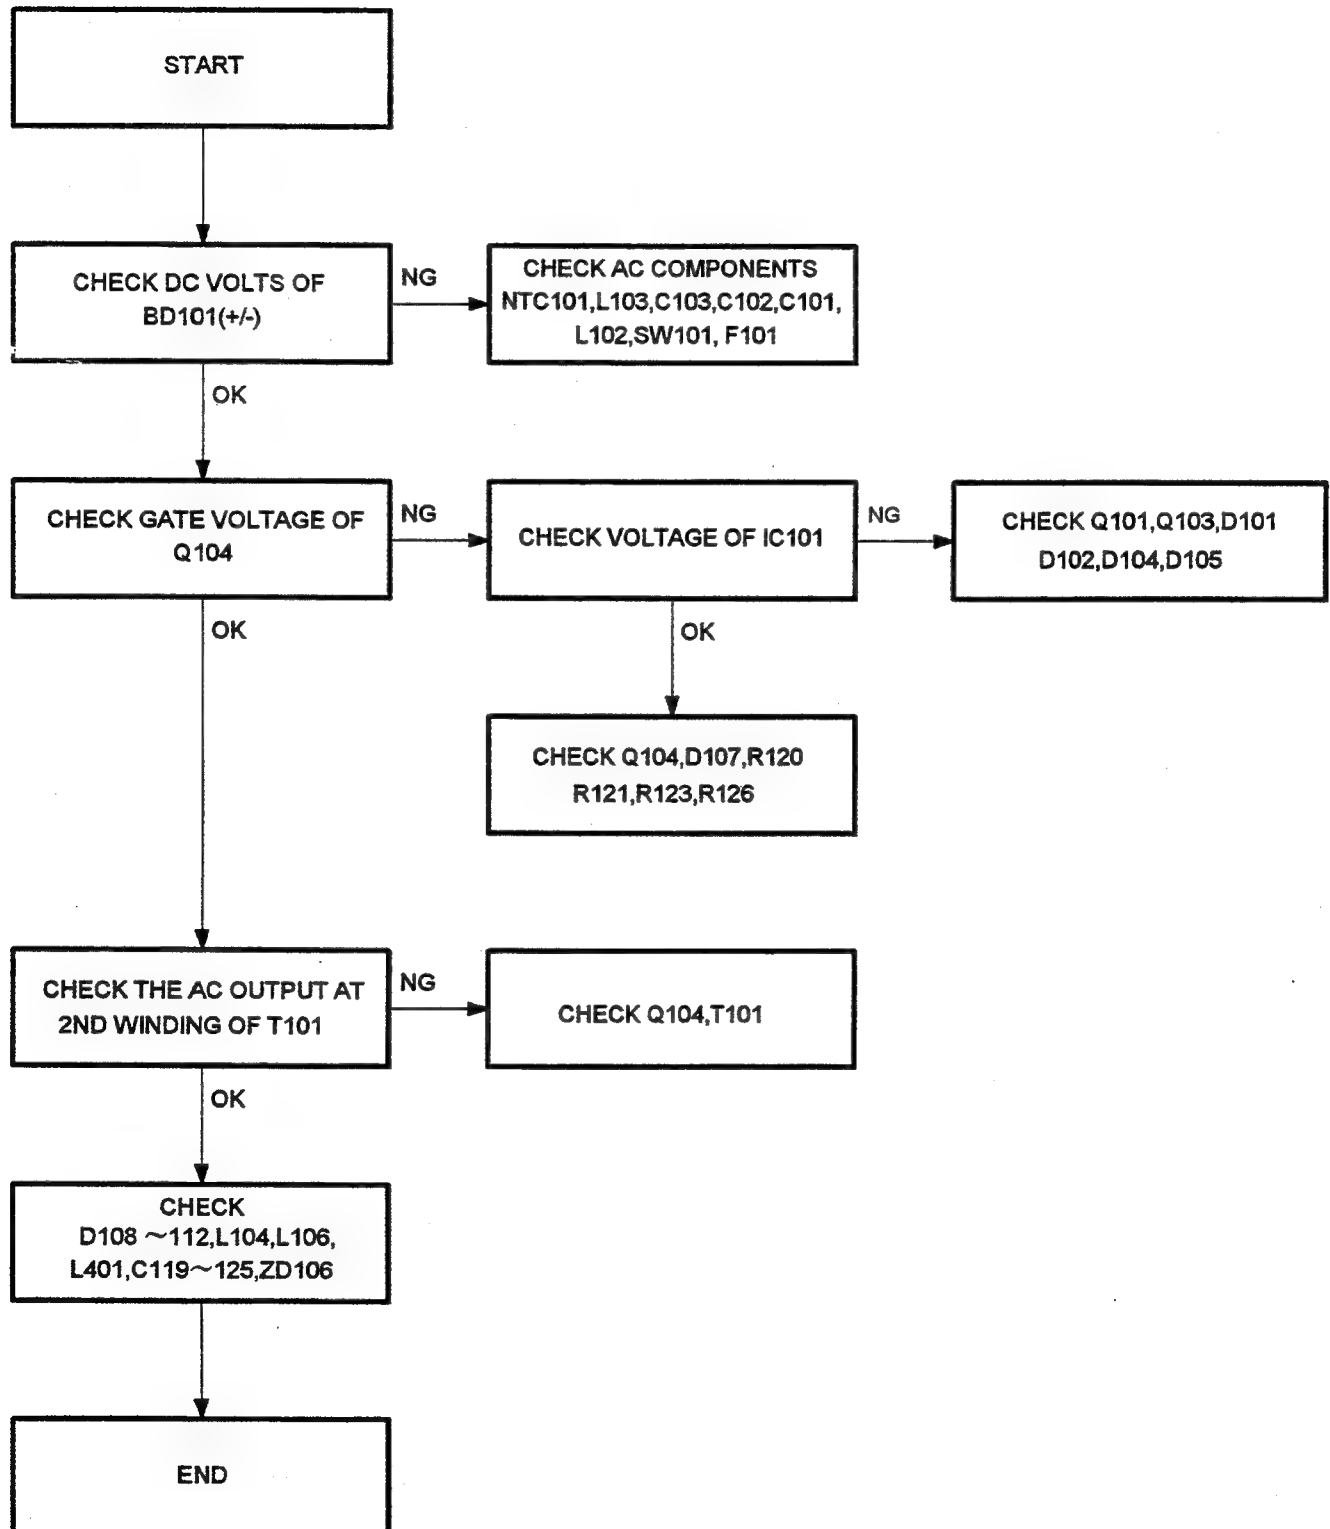 START
CHECK DC VOLTS OF
BD101(+/-)
NG
CHECK AC COMPONENTS
NTC101,L103,C103,C102,C101,
L102,SW101, F101
OK
CHECK GATE VOLTAGE OF
Q104
NG
CHECK VOLTAGE OF IC101
NG
CHECK Q101,Q103,D101
D102,D104,D105
OK
OK
CHECK Q104,D107,R120
R121,R123,R126
CHECK THE AC OUTPUT AT
2ND WINDING OF T101
NG
CHECK Q104,T101
OK
CHECK
D108 ~112,L104,L106,
L401,C119~125,ZD106
END